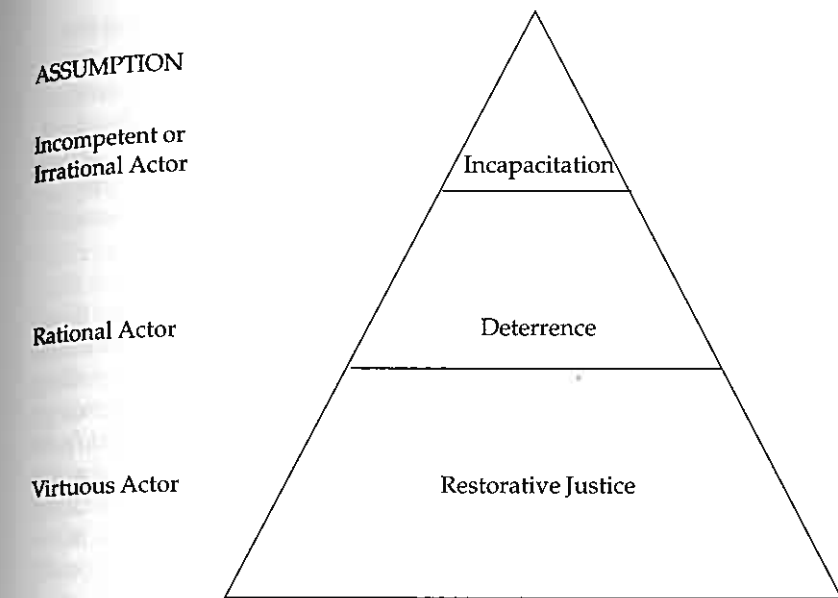 ASSUMPTION
Incompetent or
Irrational Actor
Incapacitation
Rational Actor
Deterrence
Virtuous Actor
Restorative Justice